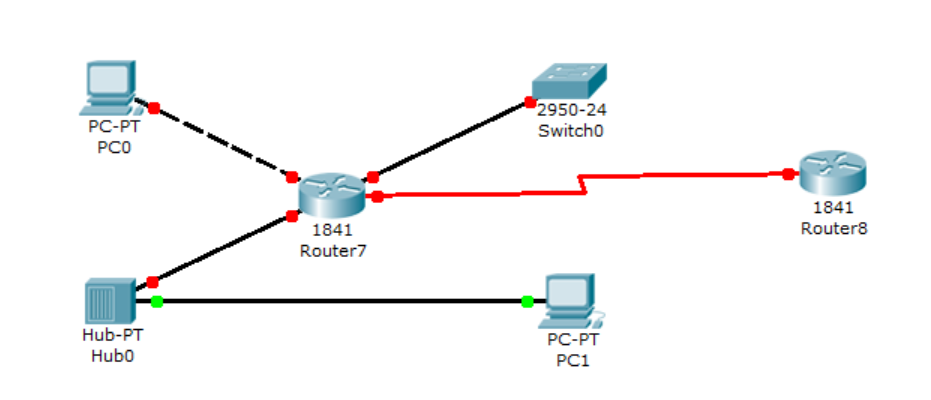 PC-PT
PC0
2950-24
Switch0
1841
Router7
1841
Router8
Hub-PT
Hub0
PC-PT
PC1